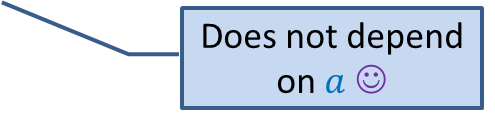 Does not depend
on a ☺